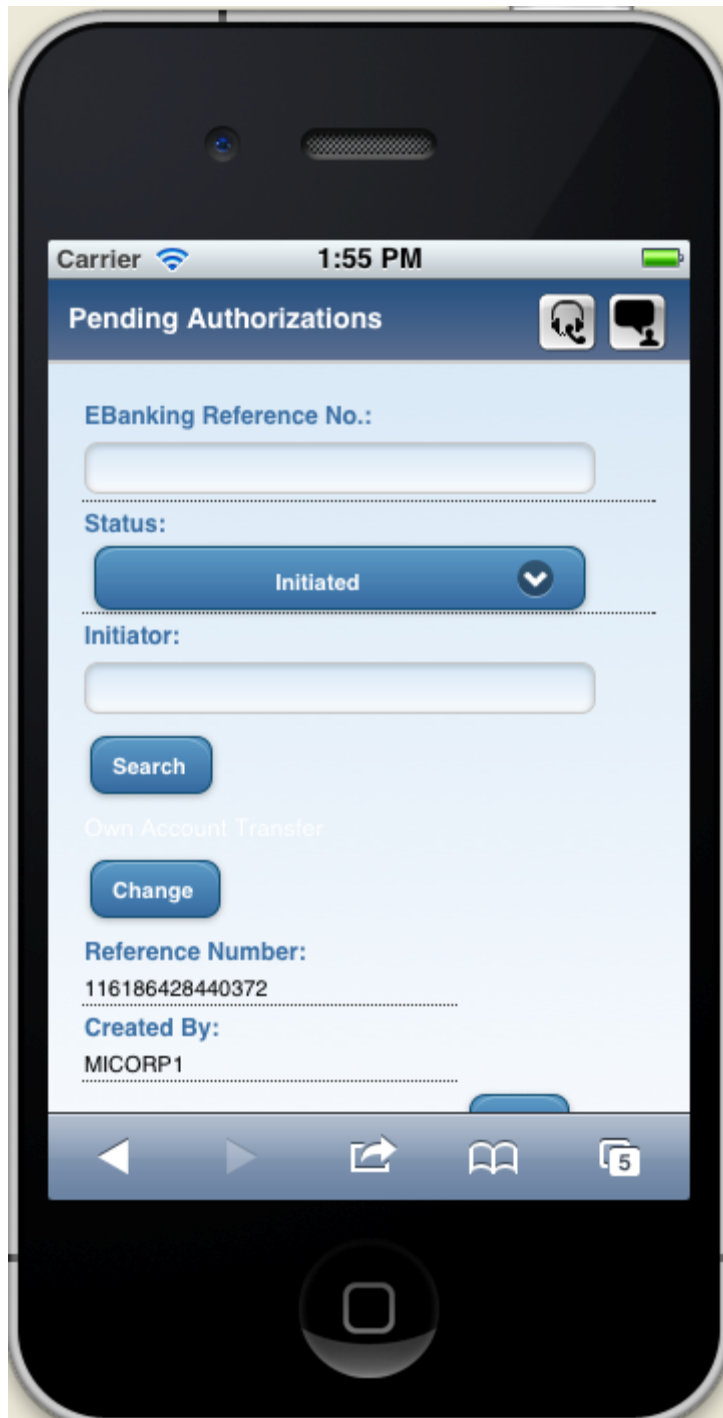 Carrier 1:55 PM
Pending Authorizations
EBanking Reference No.:
Status:
Initiated
Initiator:
Search
Own Account Transfer
Change
Reference Number:
116186428440372
Created By:
MICORP1
5